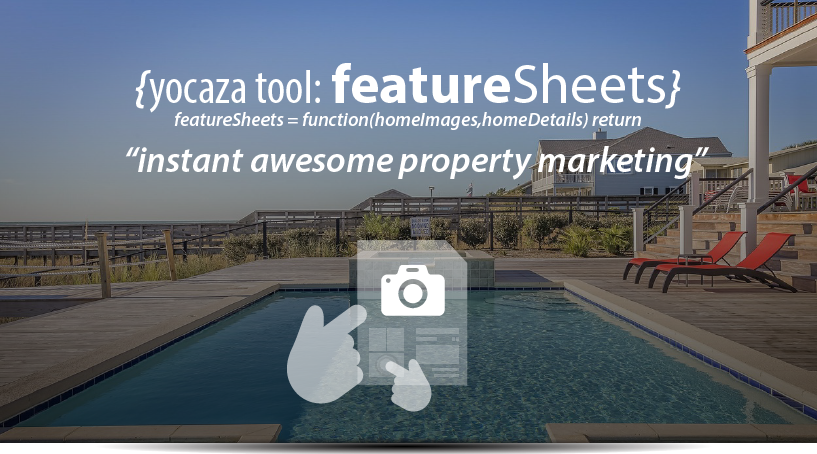 {yocaza tool: featureSheets}
featureSheets = function(homeImages,homeDetails) return
“instant awesome property marketing”